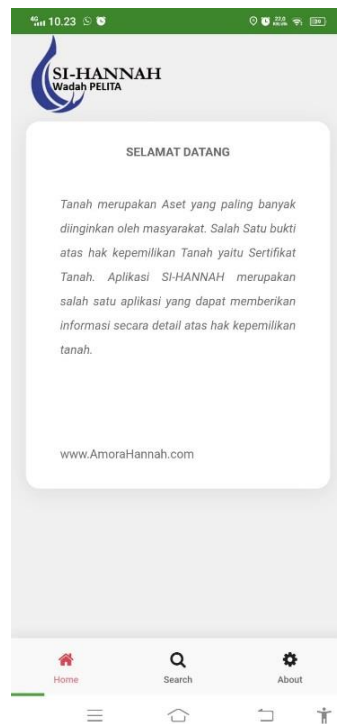 4G 10.23
SI-HANNAH
Wadah PELITA
SELAMAT DATANG
Tanah merupakan Aset yang paling banyak
diinginkan oleh masyarakat. Salah Satu bukti
atas hak kepemilikan Tanah yaitu Sertifikat
Tanah. Aplikasi SI-HANNAH merupakan
salah satu aplikasi yang dapat memberikan
informasi secara detail atas hak kepemilikan
tanah.
www.AmoraHannah.com
Home Search About